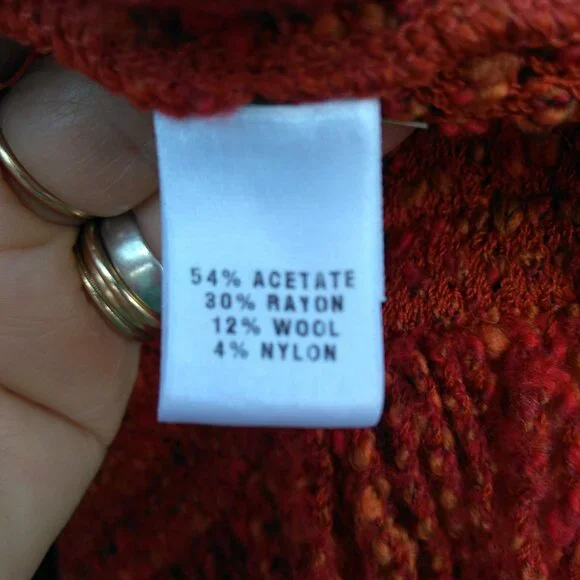 54% ACETATE
30% RAYON
12% WOOL
4% NYLON